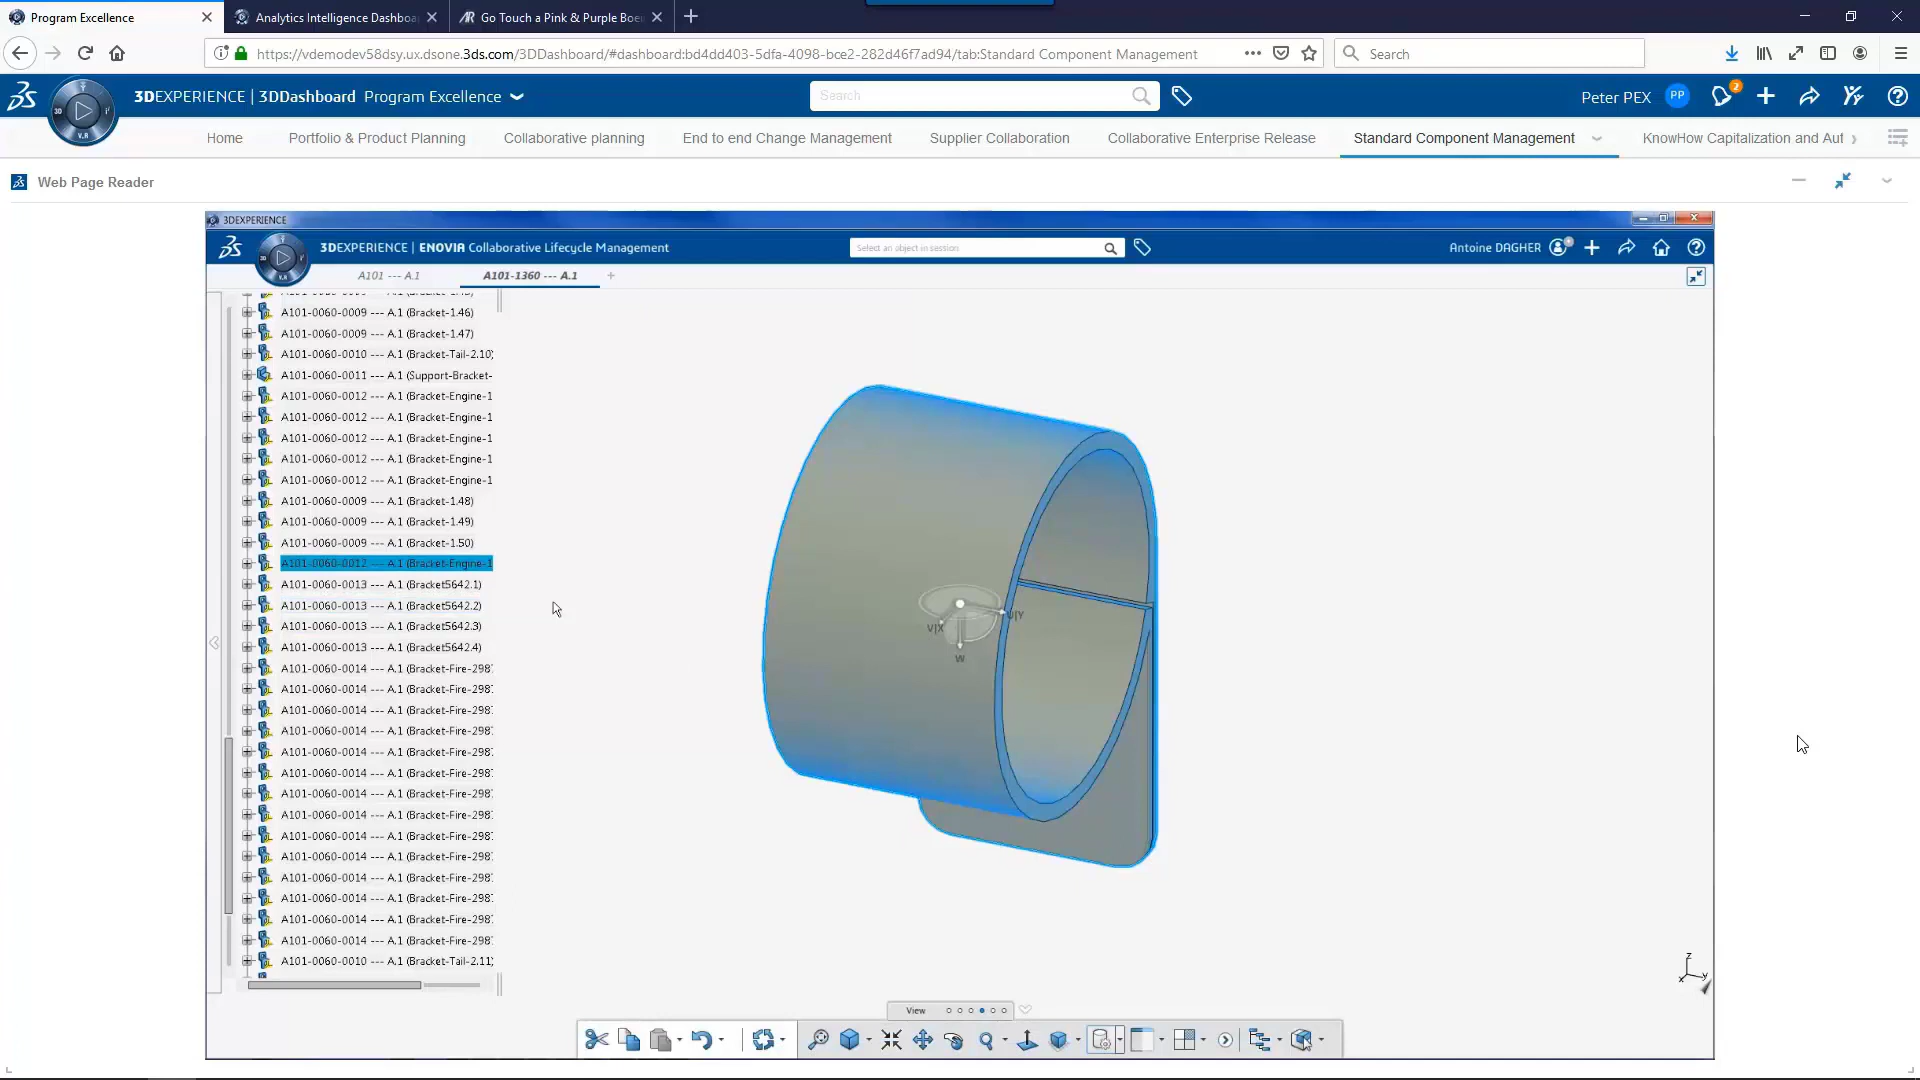 Program Excellence
Analytics Intelligence Dashboa
Go Touch a Pink & Purple Boe
https://vdemodev58dsy.ux.dsone.3ds.com/3DDashboard/#dashboard:bd4dd403-5dfa-4098-bce2-282d46f7ad94/tab:Standard Component Management
Search
3DEXPERIENCE | 3DDashboard Program Excellence
Search
Peter PEX PP 2
3D V.R
Home Portfolio & Product Planning Collaborative planning End to end Change Management Supplier Collaboration Collaborative Enterprise Release Standard Component Management KnowHow Capitalization and Aut
Web Page Reader
3DEXPERIENCE
3DEXPERIENCE | ENOVIA Collaborative Lifecycle Management
Select an object in session
Antoine DAGHER
A101 --- A.1 A101-1360 --- A.1 +
A101-0060-0009 --- A.1 (Bracket-1.46)
A101-0060-0009 --- A.1 (Bracket-1.47)
A101-0060-0010 --- A.1 (Bracket-Tail-2.10)
A101-0060-0011 --- A.1 (Support-Bracket-
A101-0060-0012 --- A.1 (Bracket-Engine-1
A101-0060-0012 --- A.1 (Bracket-Engine-1
A101-0060-0012 --- A.1 (Bracket-Engine-1
A101-0060-0012 --- A.1 (Bracket-Engine-1
A101-0060-0012 --- A.1 (Bracket-Engine-1
A101-0060-0009 --- A.1 (Bracket-1.48)
A101-0060-0009 --- A.1 (Bracket-1.49)
A101-0060-0009 --- A.1 (Bracket-1.50)
A101-0060-0012 --- A.1 (Bracket-Engine-1
A101-0060-0013 --- A.1 (Bracket5642.1)
A101-0060-0013 --- A.1 (Bracket5642.2)
A101-0060-0013 --- A.1 (Bracket5642.3)
A101-0060-0013 --- A.1 (Bracket5642.4)
A101-0060-0014 --- A.1 (Bracket-Fire-298
A101-0060-0014 --- A.1 (Bracket-Fire-298
A101-0060-0014 --- A.1 (Bracket-Fire-298
A101-0060-0014 --- A.1 (Bracket-Fire-298
A101-0060-0014 --- A.1 (Bracket-Fire-298
A101-0060-0014 --- A.1 (Bracket-Fire-298
A101-0060-0014 --- A.1 (Bracket-Fire-298
A101-0060-0014 --- A.1 (Bracket-Fire-298
A101-0060-0014 --- A.1 (Bracket-Fire-298
A101-0060-0014 --- A.1 (Bracket-Fire-298
A101-0060-0014 --- A.1 (Bracket-Fire-298
A101-0060-0014 --- A.1 (Bracket-Fire-298
A101-0060-0014 --- A.1 (Bracket-Fire-298
A101-0060-0014 --- A.1 (Bracket-Fire-298
A101-0060-0010 --- A.1 (Bracket-Tail-2.11)
U|Y
V|X
W
z
x y
View